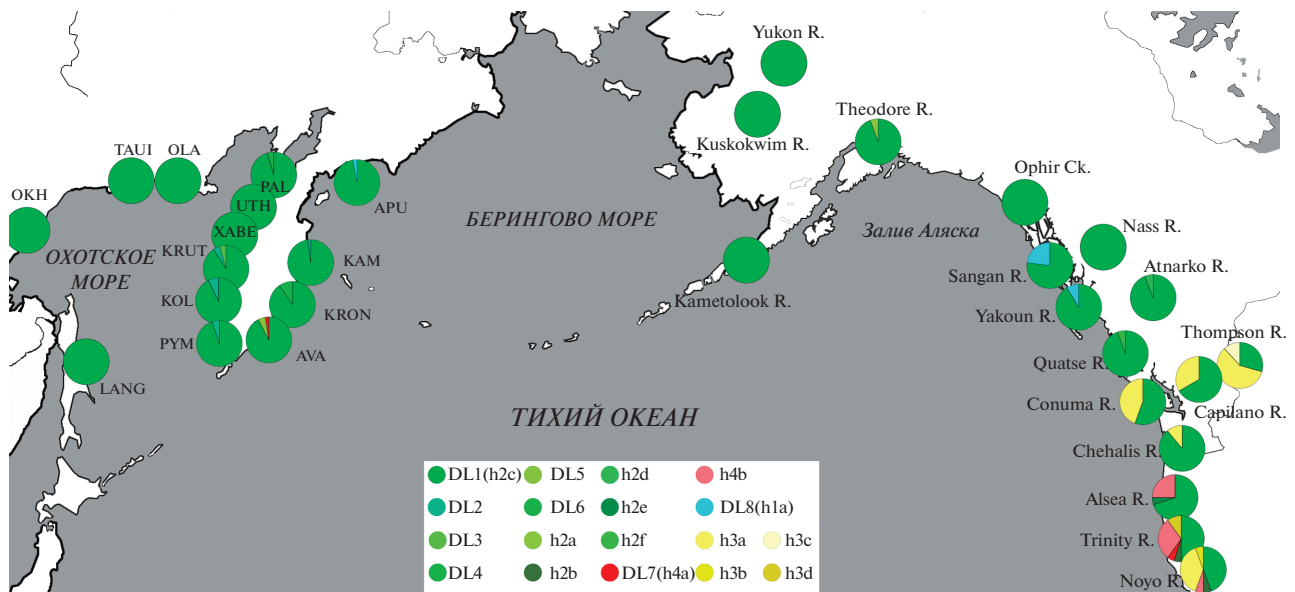 Yukon R.
Theodore R.
Kuskokwim R.
TAUI
OLA
PAL
OKH
UTH
APU
БЕРИНГОВО МОРЕ
Ophir Ck.
XABE
Залив Аляска
Nass R.
KRUT
ОХОТСКОЕ
МОРЕ
KAM
Sangan R.
Atnarko R.
KOL
Kametolook R.
KRON
Yakoun R.
Thompson R.
PYM
AVA
Quatse R.
LANG
Conuma R.
Capilano R.
ТИХИЙ ОКЕАН
Chehalis R.
Alsea R.
Trinity R.
Noyo R.
DL1(h2c) DL5 h2d h4b
DL2 DL6 h2e DL8(h1a)
DL3 h2a h2f h3a h3c
DL4 h2b DL7(h4a) h3b h3d